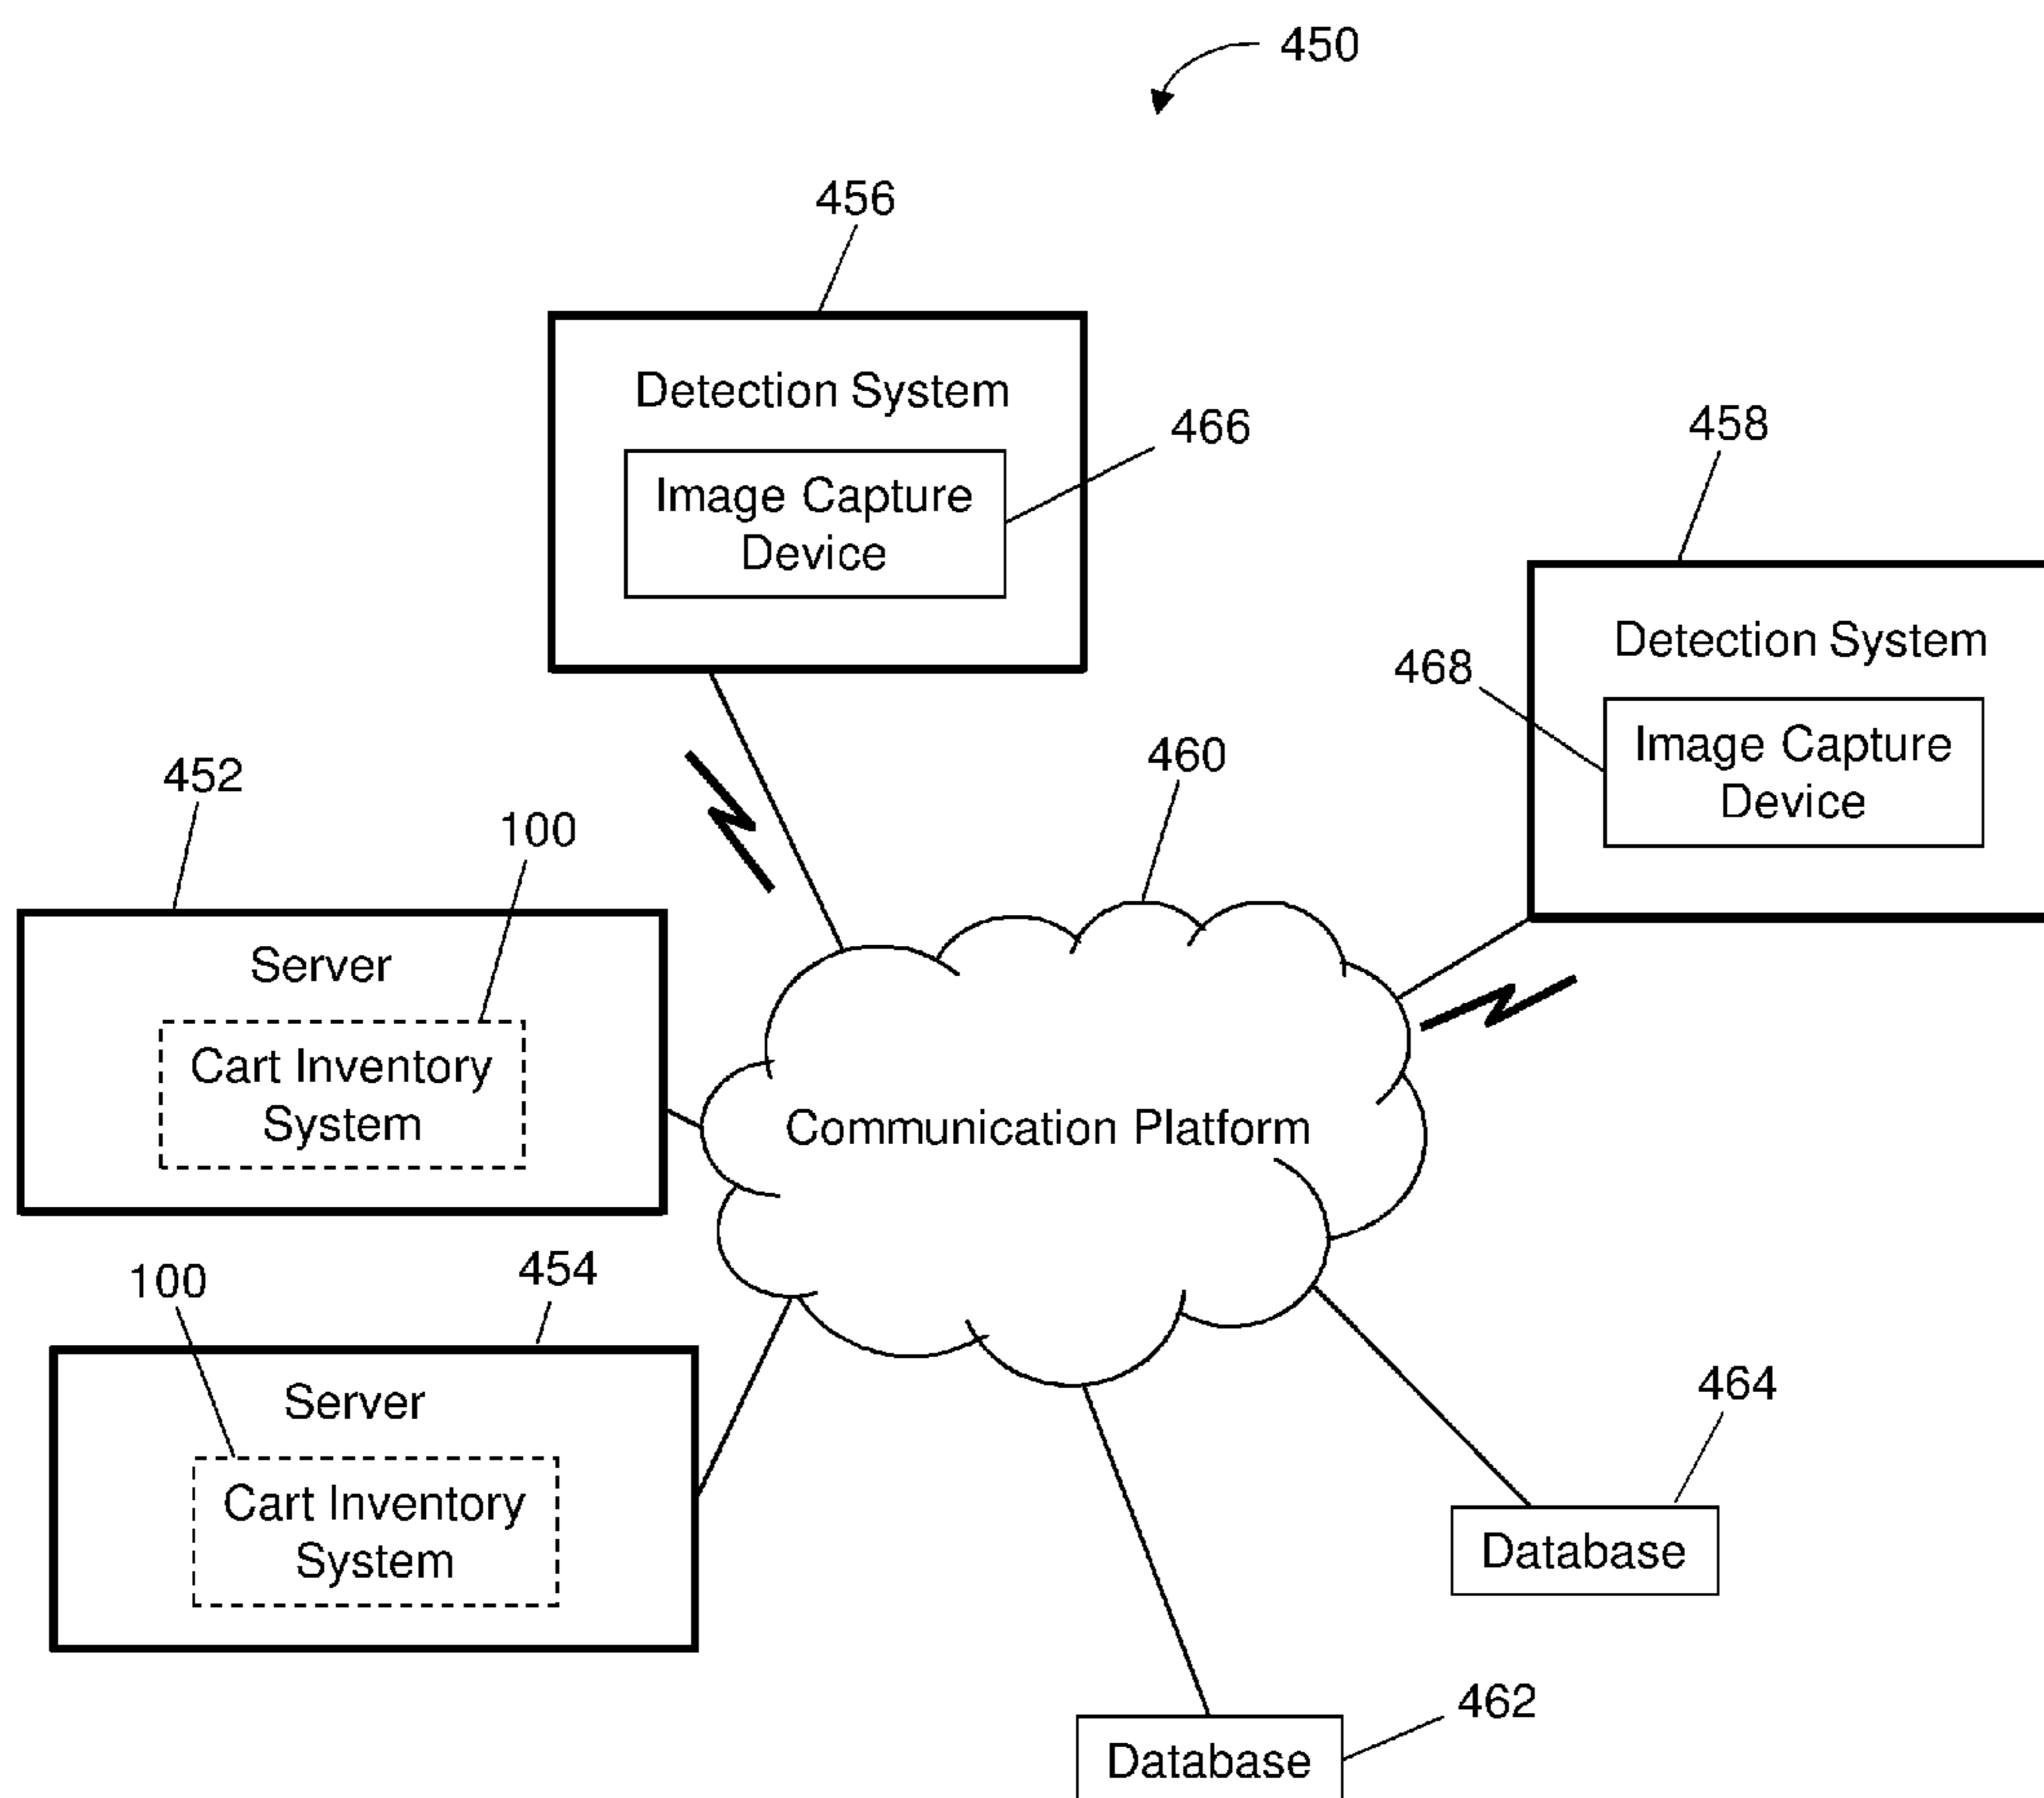 450
456
Detection System
466
Image Capture
Device
458
Detection System
468
Image Capture
Device
460
452
100
Server
Cart Inventory
System
Communication Platform
454
100
Server
Cart Inventory
System
464
Database
462
Database